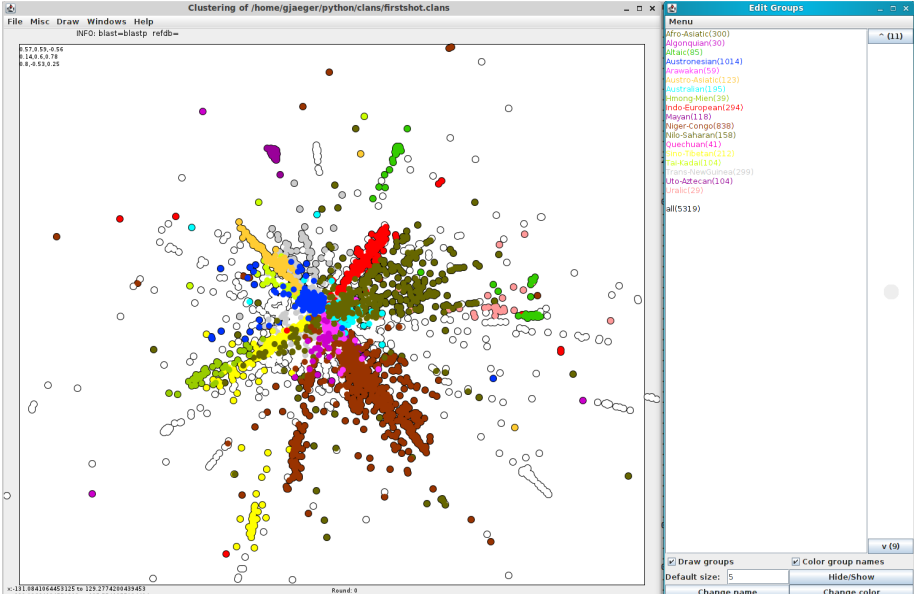 Clustering of /home/gjaeger/python/clans/firstshot.clans
File Misc Draw Windows Help
INFO: blast=blastp refdb=
0.57,0.59,-0.56
0.14,0.6,0.78
0.8,-0.53,0.25
x:-131.0841064453125 to 129.2774200439453
Round: 0
Edit Groups
Menu
Afro-Asiatic(300)
Algonquian(30)
Altaic(85)
Austronesian(1014)
Arawakan(59)
Austro-Asiatic(123)
Australian(195)
Hmong-Mien(39)
Indo-European(294)
Mayan(118)
Niger-Congo(838)
Nilo-Saharan(158)
Quechuan(41)
Trans-NewGuinea(299)
Uto-Aztecan(104)
Uralic(29)
all(5319)
^ (11)
v (9)
Draw groups
Color group names
Default size: 5
Hide/Show
Change name
Change color